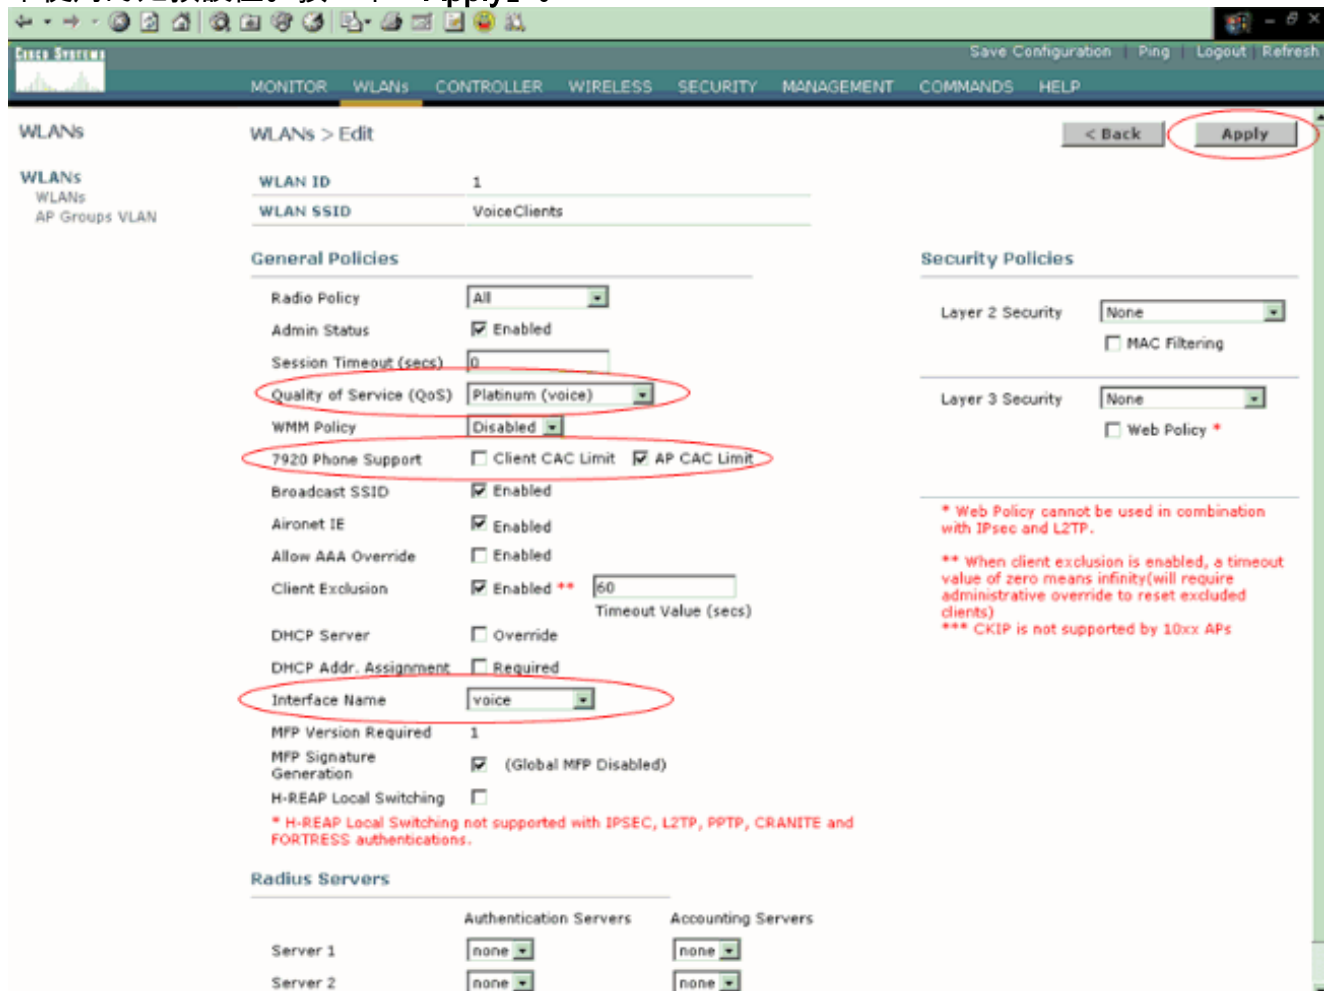 Apply」。
Cisco Systems
Save Configuration | Ping | Logout | Refresh
MONITOR WLANs CONTROLLER WIRELESS SECURITY MANAGEMENT COMMANDS HELP
WLANs
WLANs > Edit
< Back
Apply
WLANs
WLANs
AP Groups VLAN
WLAN ID 1
WLAN SSID VoiceClients
General Policies
Radio Policy All
Admin Status Enabled
Session Timeout (secs) 0
Quality of Service (QoS) Platinum (voice)
WMM Policy Disabled
7920 Phone Support Client CAC Limit AP CAC Limit
Broadcast SSID Enabled
Aironet IE Enabled
Allow AAA Override Enabled
Client Exclusion Enabled ** 60
Timeout Value (secs)
DHCP Server Override
DHCP Addr. Assignment Required
Interface Name voice
MFP Version Required 1
MFP Signature
Generation (Global MFP Disabled)
H-REAP Local Switching
* H-REAP Local Switching not supported with IPSEC, L2TP, PPTP, CRANITE and
FORTRESS authentications.
Security Policies
Layer 2 Security None
MAC Filtering
Layer 3 Security None
Web Policy *
* Web Policy cannot be used in combination
with IPsec and L2TP.
** When client exclusion is enabled, a timeout
value of zero means infinity(will require
administrative override to reset excluded
clients)
*** CKIP is not supported by 10xx APs
Radius Servers
Authentication Servers Accounting Servers
Server 1 none none
Server 2 none none